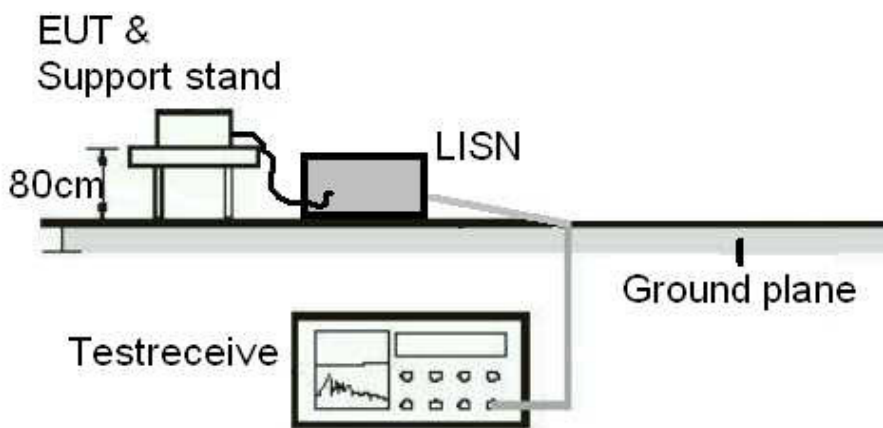 EUT &
Support stand
LISN
80cm
Ground plane
Testreceive